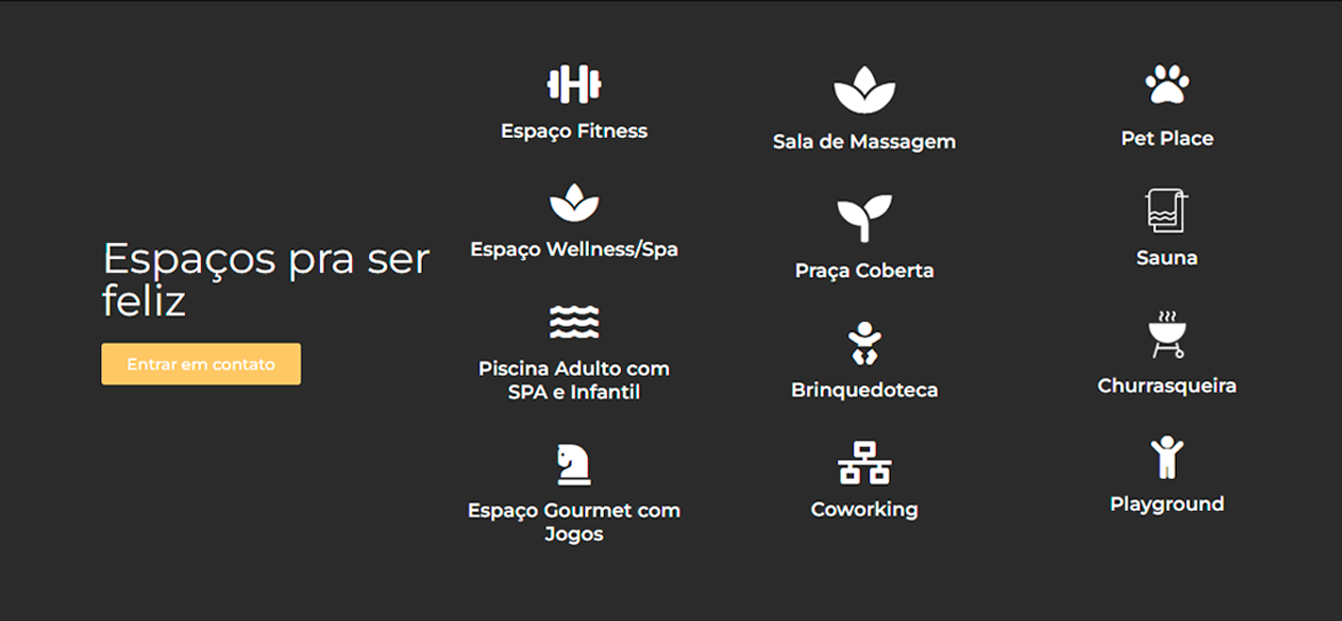 Espaços pra ser
feliz
Entrar em contato
Espaço Fitness
Espaço Wellness/Spa
Piscina Adulto com
SPA e Infantil
Espaço Gourmet com
Jogos
Sala de Massagem
Praça Coberta
Brinquedoteca
Coworking
Pet Place
Sauna
Churrasqueira
Playground